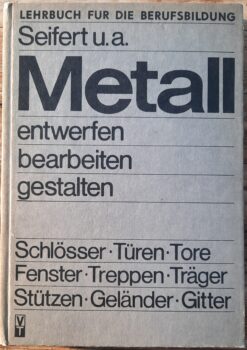 LEHRBUCH FÜR DIE BERUFSBILDUNG
Seifert u. a.
Metall
entwerfen
bearbeiten
gestalten
Schlösser · Türen · Tore
Fenster · Treppen · Träger
Stützen · Geländer · Gitter
VT